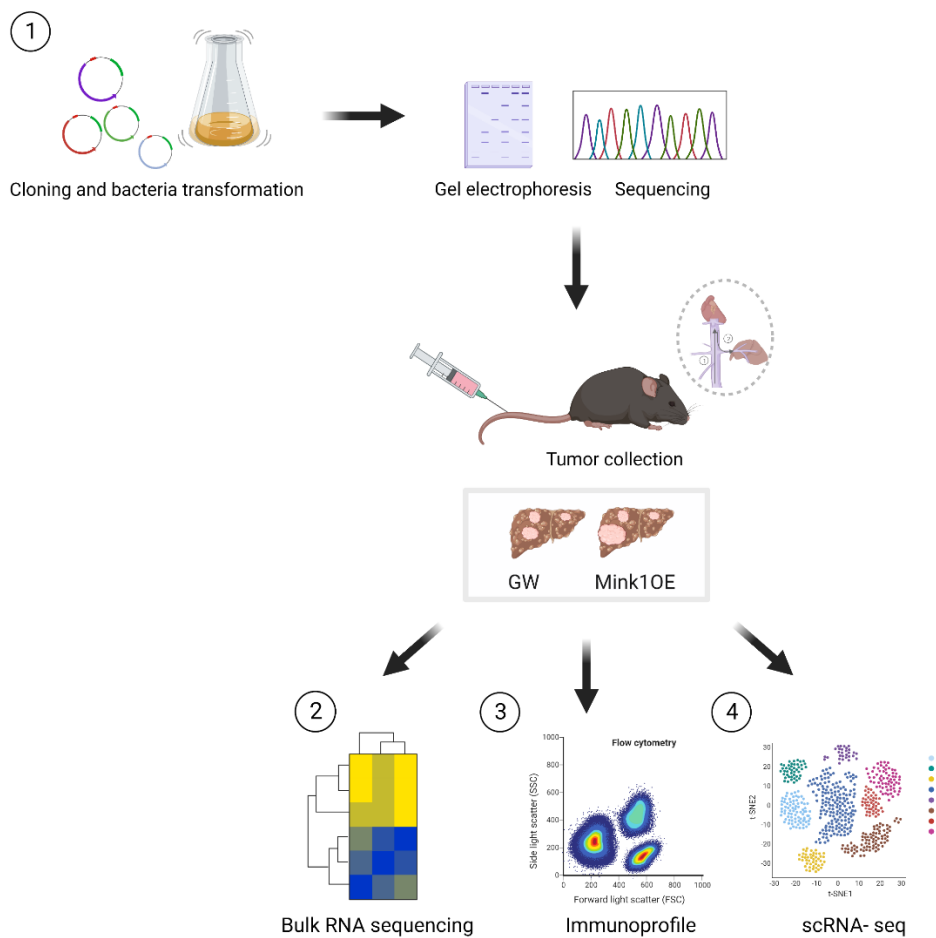 1
Cloning and bacteria transformation
Gel electrophoresis
Sequencing
1
2
Tumor collection
GW
Mink1OE
2
Bulk RNA sequencing
3
Flow cytometry
Side light scatter (SSC)
1000
800
600
400
200
0
0 200 400 600 800 1000
Forward light scatter (FSC)
Immunoprofile
4
t-SNE2
30
20
10
0
-10
-20
-30
-30 -20 -10 0 10 20 30
t-SNE1
scRNA- seq